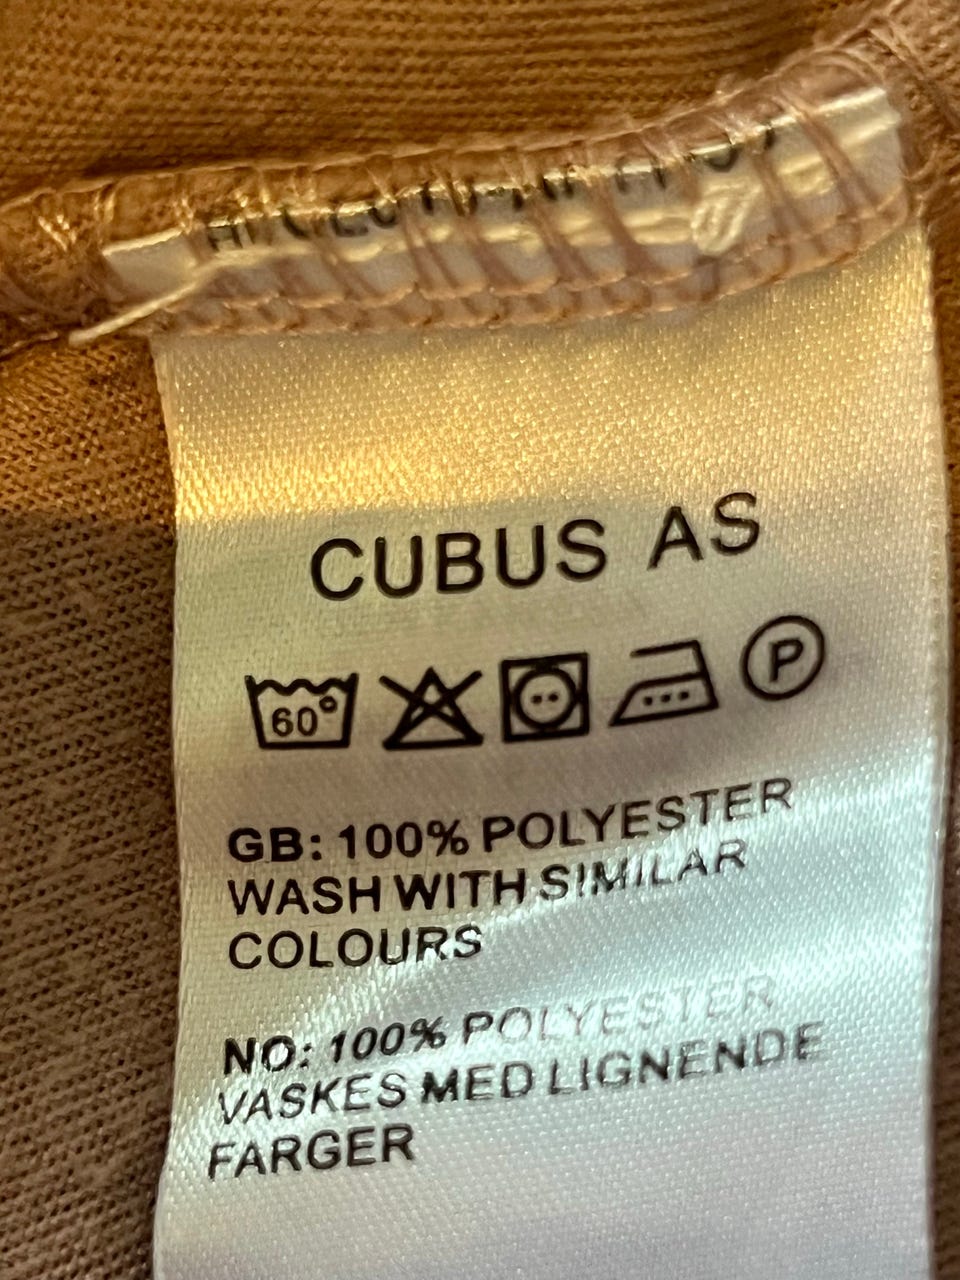 CUBUS AS
60°
P
GB: 100% POLYESTER
WASH WITH SIMILAR
COLOURS
NO: 100% POLYESTER
VASKES MED LIGNENDE
FARGER